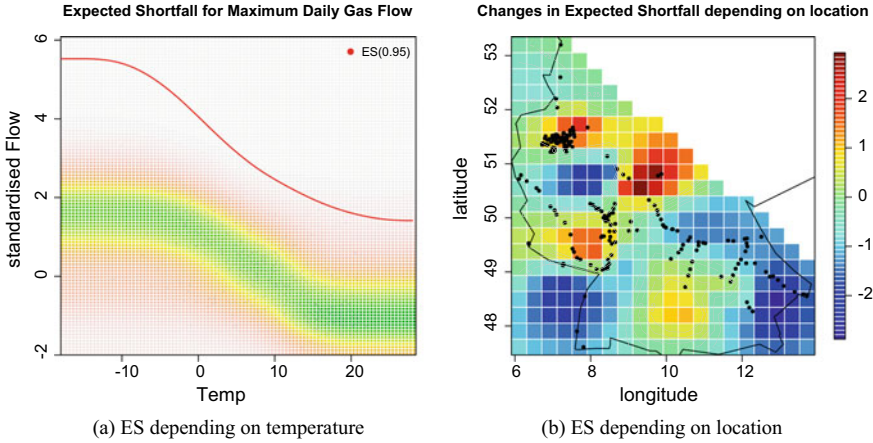 Expected Shortfall for Maximum Daily Gas Flow
ES(0.95)
standardised Flow
6
4
2
0
-2
-10 0 10 20
Temp
(a) ES depending on temperature
Changes in Expected Shortfall depending on location
latitude
53
52
51
50
49
48
6 8 10 12
longitude
2
1
0
-1
-2
(b) ES depending on location